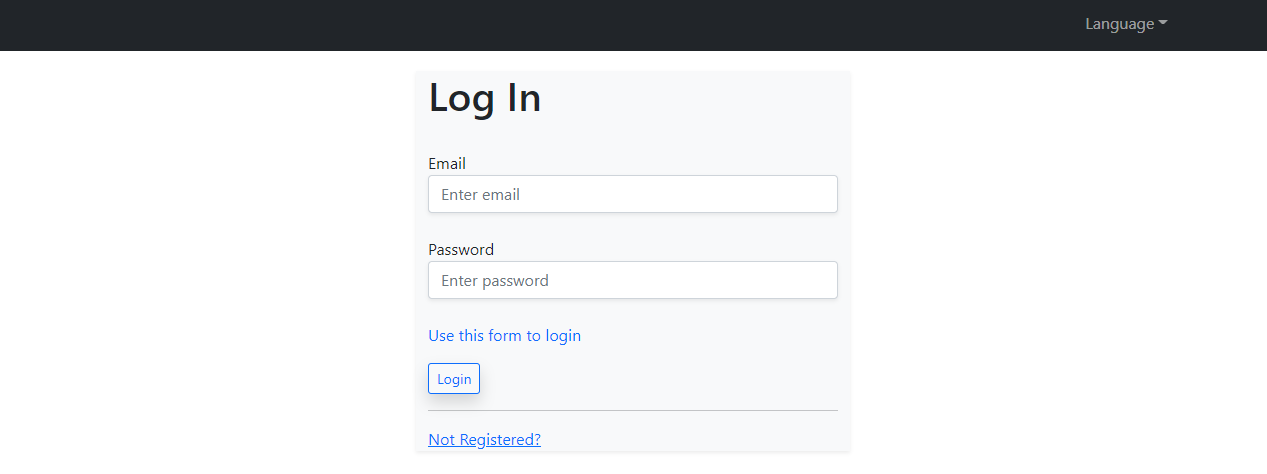 Language
Log In
Email
Enter email
Password
Enter password
Use this form to login
Login
Not Registered?